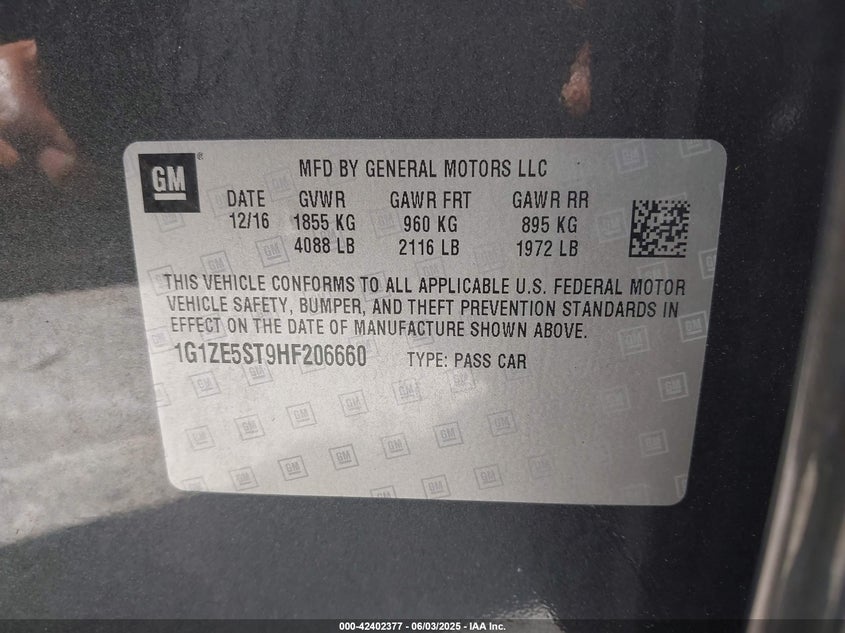 GM ® MFD BY GENERAL MOTORS LLC
DATE GVWR GAWR FRT GAWR RR
12/16 1855 KG 960 KG 895 KG
4088 LB 2116 LB 1972 LB
THIS VEHICLE CONFORMS TO ALL APPLICABLE U.S. FEDERAL MOTOR
VEHICLE SAFETY, BUMPER, AND THEFT PREVENTION STANDARDS IN
EFFECT ON THE DATE OF MANUFACTURE SHOWN ABOVE.
1G1ZE5ST9HF206660 TYPE: PASS CAR
000-42402377 - 06/03/2025 - IAA Inc.